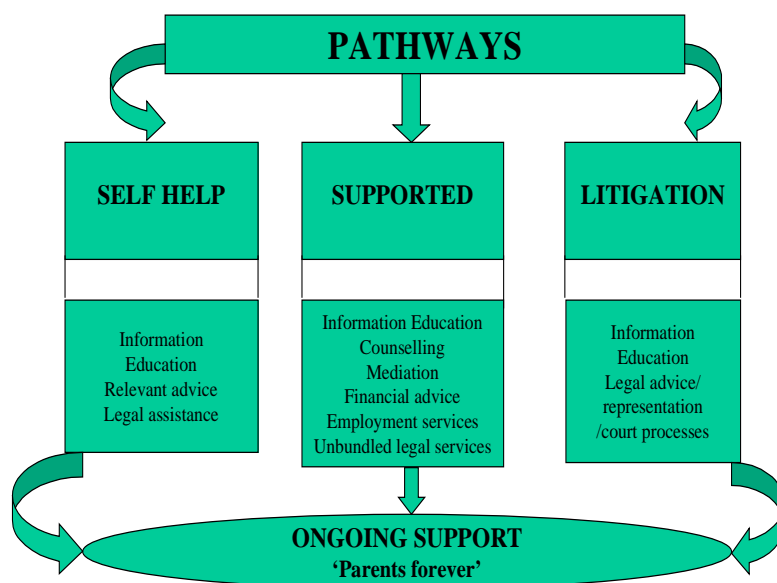 PATHWAYS
SELF HELP
SUPPORTED
LITIGATION
Information
Education
Relevant advice
Legal assistance
Information Education
Counselling
Mediation
Financial advice
Employment services
Unbundled legal services
Information
Education
Legal advice/
representation
/court processes
ONGOING SUPPORT
‘Parents forever’